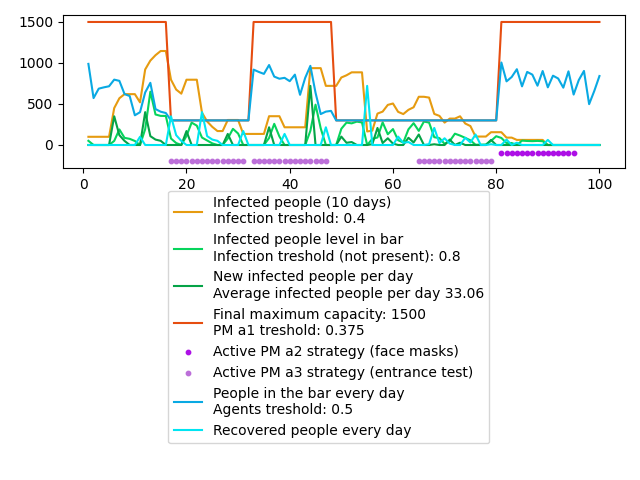 1500
1000
500
0
0 20 40 60 80 100
Infected people (10 days)
Infection treshold: 0.4
Infected people level in bar
Infection treshold (not present): 0.8
New infected people per day
Average infected people per day 33.06
Final maximum capacity: 1500
PM a1 treshold: 0.375
Active PM a2 strategy (face masks)
Active PM a3 strategy (entrance test)
People in the bar every day
Agents treshold: 0.5
Recovered people every day